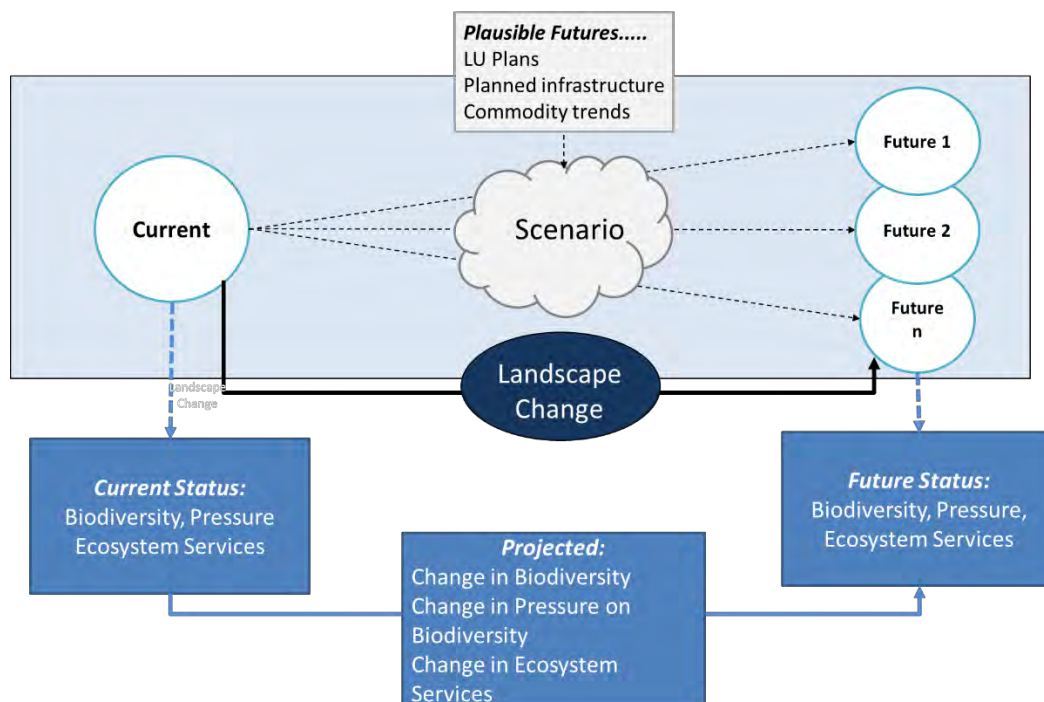 Plausible Futures.....
LU Plans
Planned infrastructure
Commodity trends
Current
Scenario
Future 1
Future 2
Future
n
Landscape
Change
Landscape
Change
Current Status:
Biodiversity, Pressure
Ecosystem Services
Future Status:
Biodiversity, Pressure,
Ecosystem Services
Projected:
Change in Biodiversity
Change in Pressure on
Biodiversity
Change in Ecosystem
Services